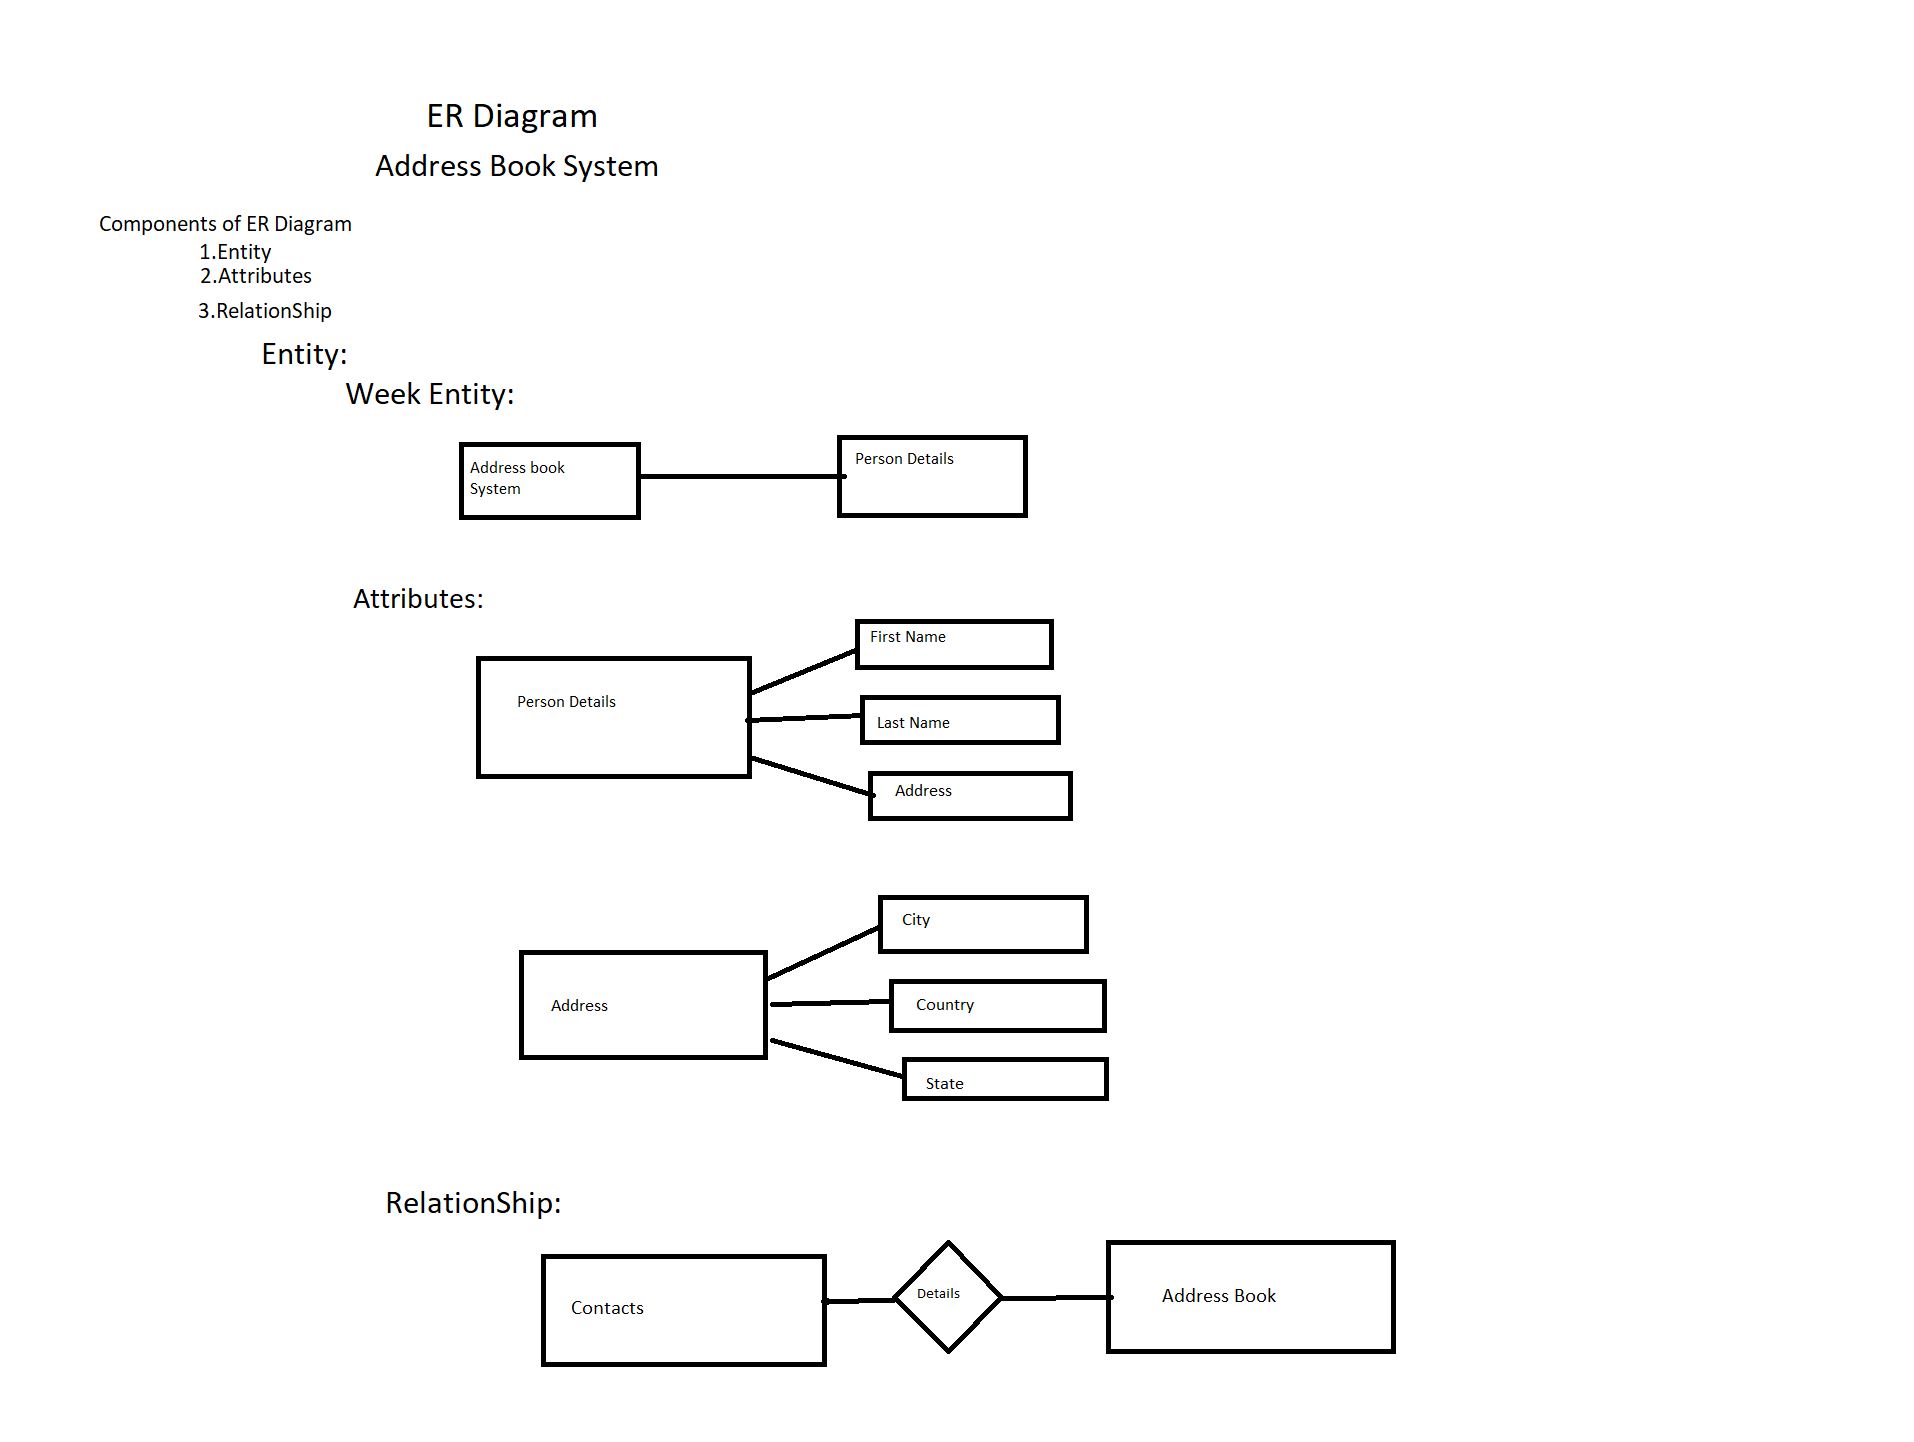 ER Diagram
Address Book System
Components of ER Diagram
1.Entity
2.Attributes
3.RelationShip
Entity:
Week Entity:
Address book
System
Person Details
Attributes:
First Name
Person Details
Last Name
Address
City
Address
Country
State
RelationShip:
Contacts
Details
Address Book